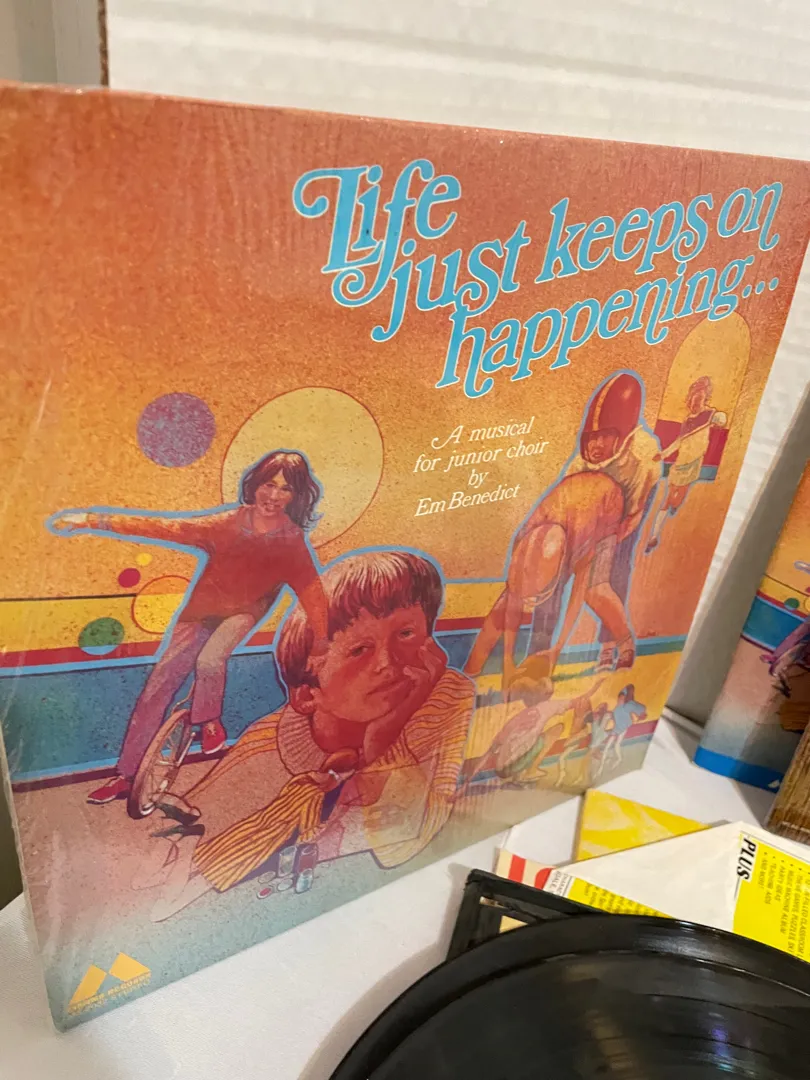 Life
just keeps on
happening...
A musical
for junior choir
by
Em Benedict
PLUS